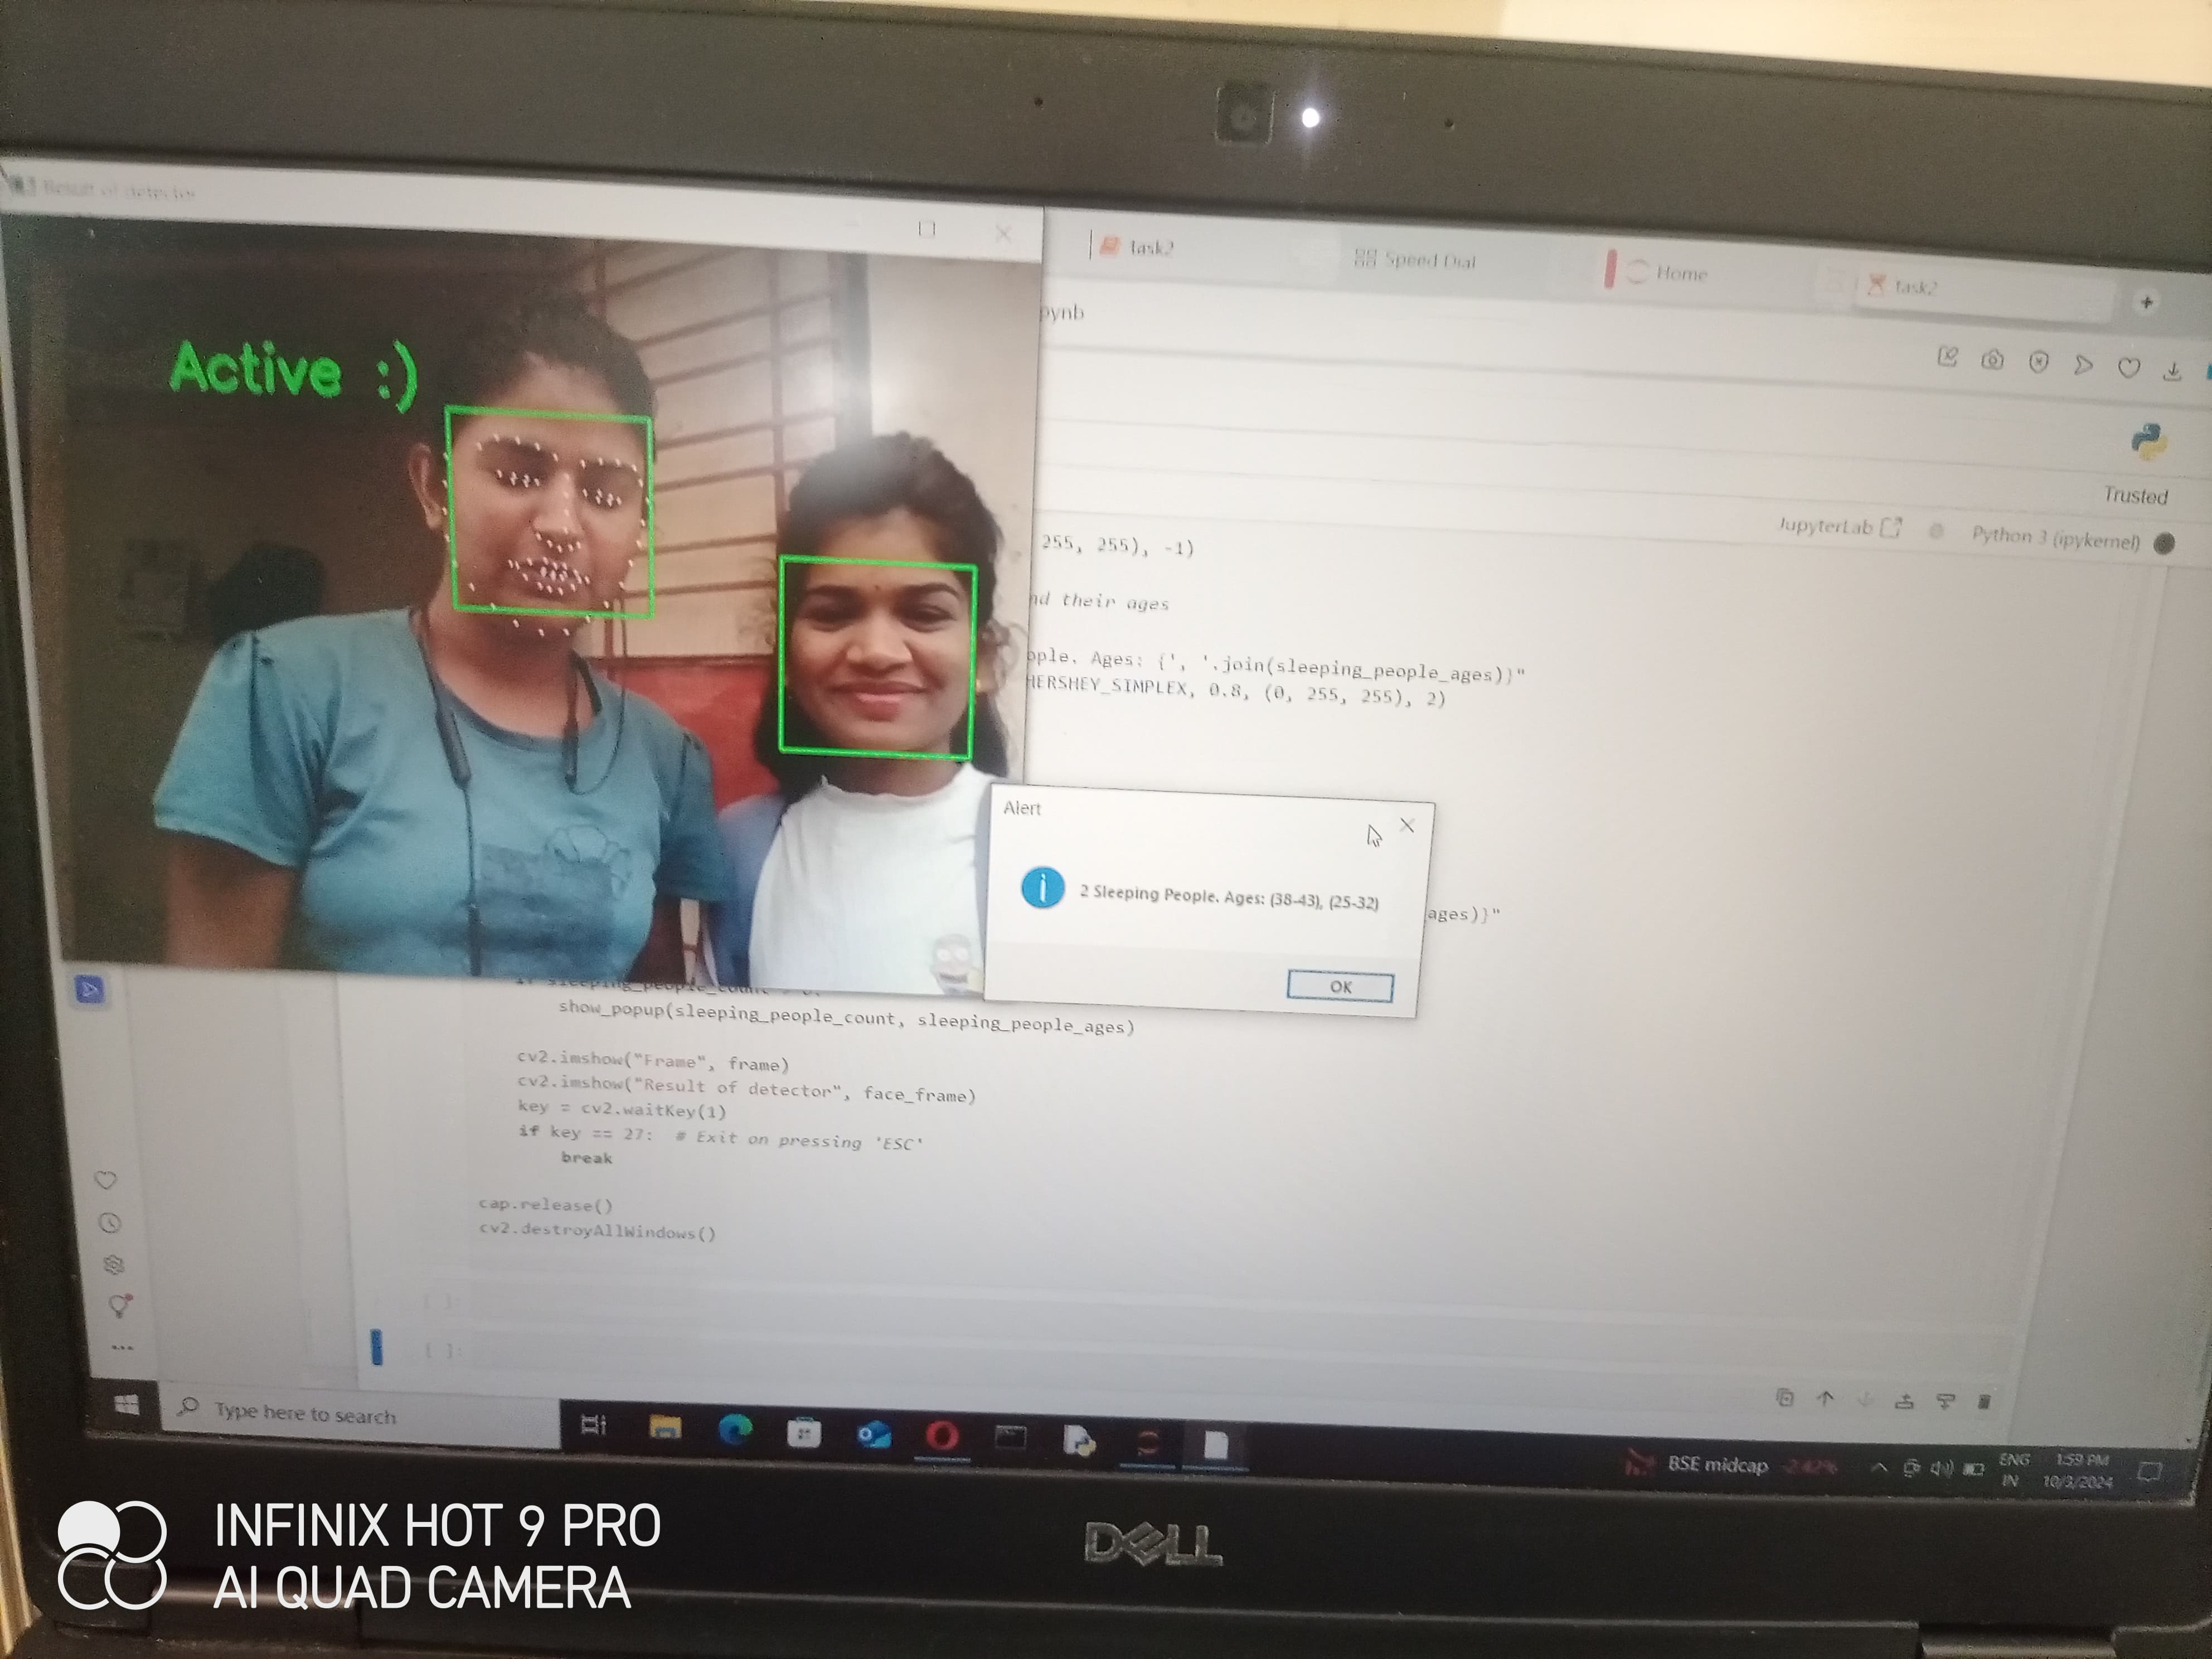 Result of detector
task2
Speed Dial
Home
task2
Active :)
Trusted
JupyterLab
Python 3 (ipykernel)
255, 255), -1)
their ages
Ages: {', '.join(sleeping_people_ages)}"
HERSHEY_SIMPLEX, 0.8, (0, 255, 255), 2)
Alert
2 Sleeping People. Ages: (38-43), (25-32)
OK
ages)}"
if sleeping_people_count
show_popup(sleeping_people_count, sleeping_people_ages)
cv2.imshow("Frame", frame)
cv2.imshow("Result of detector", face_frame)
key = cv2.waitKey(1)
if key == 27: # Exit on pressing 'ESC'
break
cap.release()
cv2.destroyAllWindows()
[ ]:
[ ]:
Type here to search
BSE midcap -2.42%
ENG
IN
1:59 PM
10/3/2024
DELL
INFINIX HOT 9 PRO
AI QUAD CAMERA